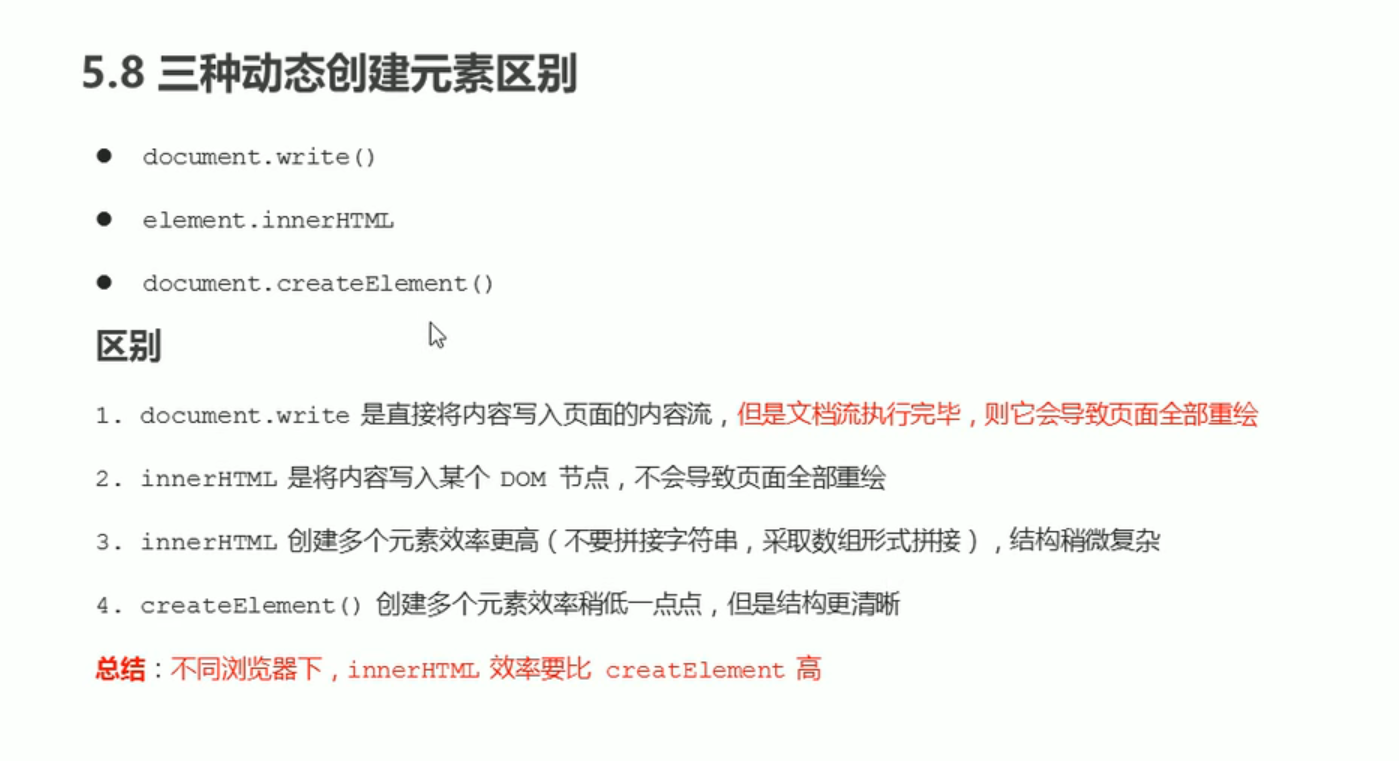 5.8 三种动态创建元素区别
● document.write()
● element.innerHTML
● document.createElement()
区别
1. document.write 是直接将内容写入页面的内容流，但是文档流执行完毕，则它会导致页面全部重绘
2. innerHTML 是将内容写入某个 DOM 节点，不会导致页面全部重绘
3. innerHTML 创建多个元素效率更高（不要拼接字符串，采取数组形式拼接），结构稍微复杂
4. createElement() 创建多个元素效率稍低一点点，但是结构更清晰
总结：不同浏览器下，innerHTML 效率要比 creatElement 高